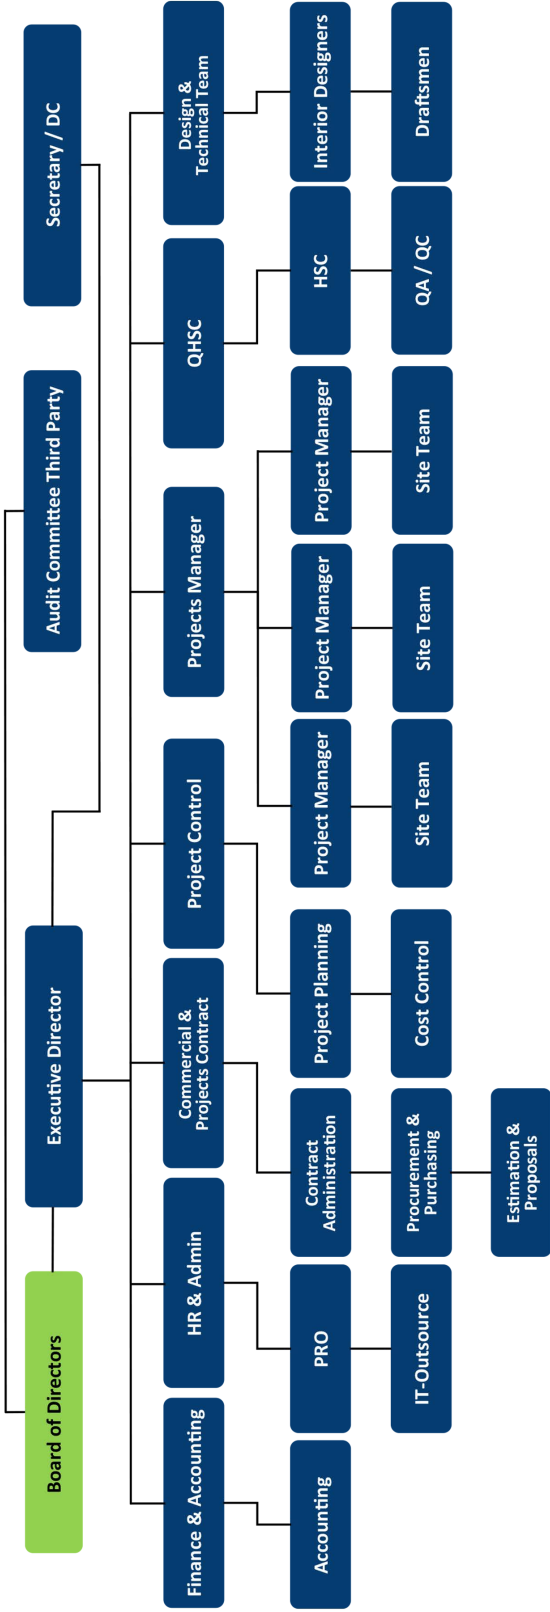 Board of Directors
Executive Director
Audit Committee Third Party
Secretary / DC
Finance & Accounting
HR & Admin
Commercial &
Projects Contract
Project Control
Projects Manager
QHSC
Design &
Technical Team
Accounting
PRO
Contract
Administration
Project Planning
Project Manager
Project Manager
Project Manager
HSC
Interior Designers
IT-Outsource
Procurement &
Purchasing
Cost Control
Site Team
Site Team
Site Team
QA / QC
Draftsmen
Estimation &
Proposals